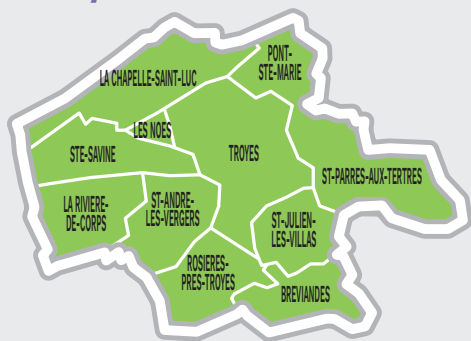 PONT-
STE-MARIE
LA CHAPELLE-SAINT-LUC
LES NOES
STE-SAVINE
TROYES
ST-PARRES-AUX-TERTRES
LA RIVIERE-
DE-CORPS
ST-ANDRE-
LES-VERGERS
ST-JULIEN-
LES-VILLAS
ROSIERES-
PRES-TROYES
BREVIANDES